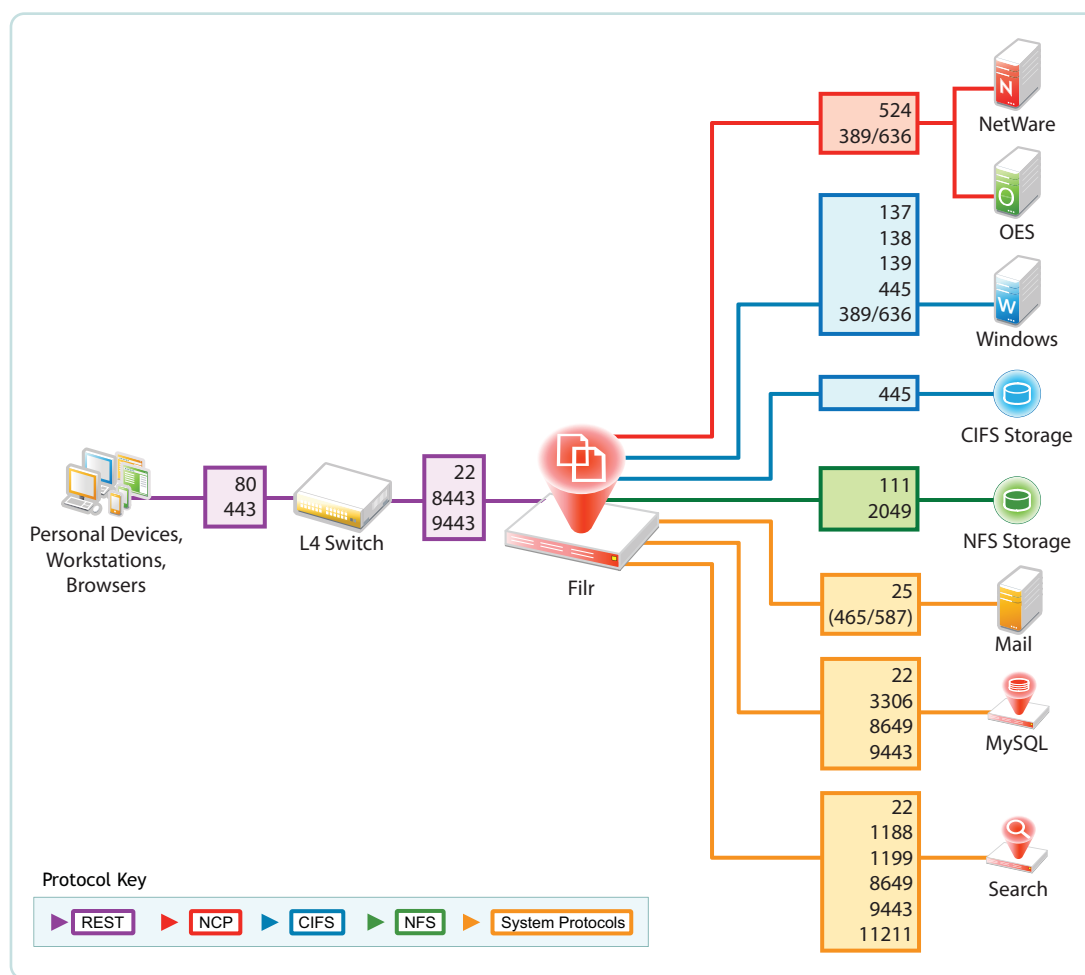 524
389/636
N
NetWare
O
OES
137
138
139
445
389/636
W
Windows
445
CIFS Storage
80
443
22
8443
9443
Personal Devices,
Workstations,
Browsers
L4 Switch
Filr
111
2049
NFS Storage
25
(465/587)
Mail
22
3306
8649
9443
MySQL
22
1188
1199
8649
9443
11211
Search
Protocol Key
REST
NCP
CIFS
NFS
System Protocols